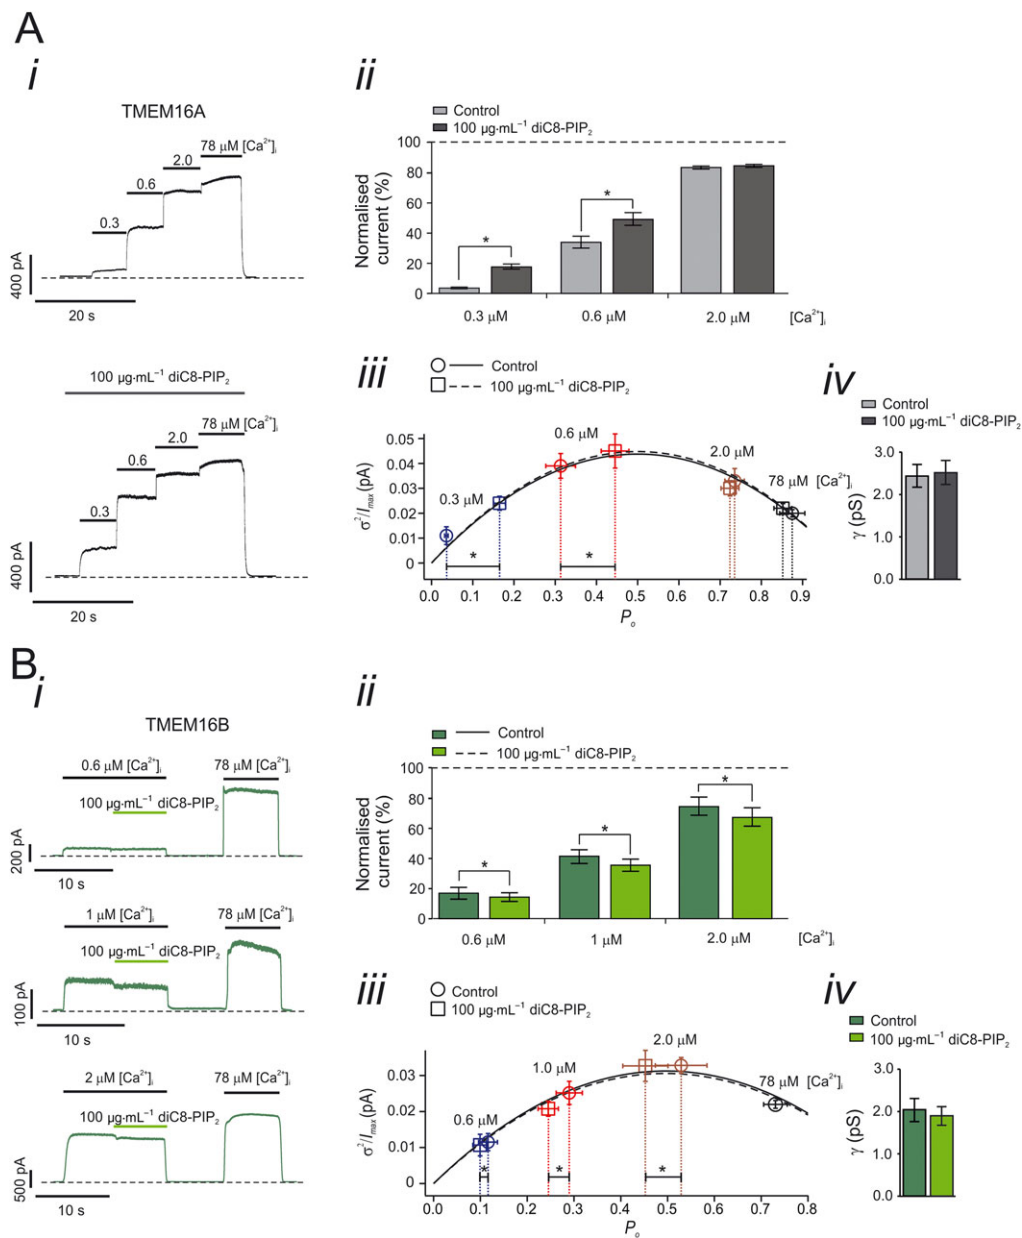 A
i
TMEM16A
78 μM [Ca²⁺]ᵢ
2.0
0.6
0.3
400 pA
20 s
100 µg·mL⁻¹ diC8-PIP₂
78 μM [Ca²⁺]ᵢ
2.0
0.6
0.3
400 pA
20 s
ii
Control
100 µg·mL⁻¹ diC8-PIP₂
Normalised current (%)
100
80
60
40
20
0
*
*
0.3 μM
0.6 μM
2.0 μM
[Ca²⁺]ᵢ
iii
Control
100 µg·mL⁻¹ diC8-PIP₂
σ²/Imax (pA)
0.05
0.04
0.03
0.02
0.01
0
0.3 μM
0.6 μM
2.0 μM
78 μM [Ca²⁺]ᵢ
*
*
0.0 0.1 0.2 0.3 0.4 0.5 0.6 0.7 0.8 0.9
Pₒ
iv
Control
100 µg·mL⁻¹ diC8-PIP₂
γ (pS)
3.0
2.0
1.0
0.0
B
i
TMEM16B
0.6 μM [Ca²⁺]ᵢ
78 μM [Ca²⁺]ᵢ
100 µg·mL⁻¹ diC8-PIP₂
200 pA
10 s
1 μM [Ca²⁺]ᵢ
78 μM [Ca²⁺]ᵢ
100 µg·mL⁻¹ diC8-PIP₂
100 pA
10 s
2 μM [Ca²⁺]ᵢ
78 μM [Ca²⁺]ᵢ
100 µg·mL⁻¹ diC8-PIP₂
500 pA
10 s
ii
Control
100 µg·mL⁻¹ diC8-PIP₂
Normalised current (%)
100
80
60
40
20
0
*
*
*
0.6 μM
1 μM
2.0 μM
[Ca²⁺]ᵢ
iii
Control
100 µg·mL⁻¹ diC8-PIP₂
σ²/Imax (pA)
0.03
0.02
0.01
0
0.6 μM
1.0 μM
2.0 μM
78 μM [Ca²⁺]ᵢ
*
*
*
0.0 0.1 0.2 0.3 0.4 0.5 0.6 0.7 0.8
Pₒ
iv
Control
100 µg·mL⁻¹ diC8-PIP₂
γ (pS)
3.0
2.0
1.0
0.0